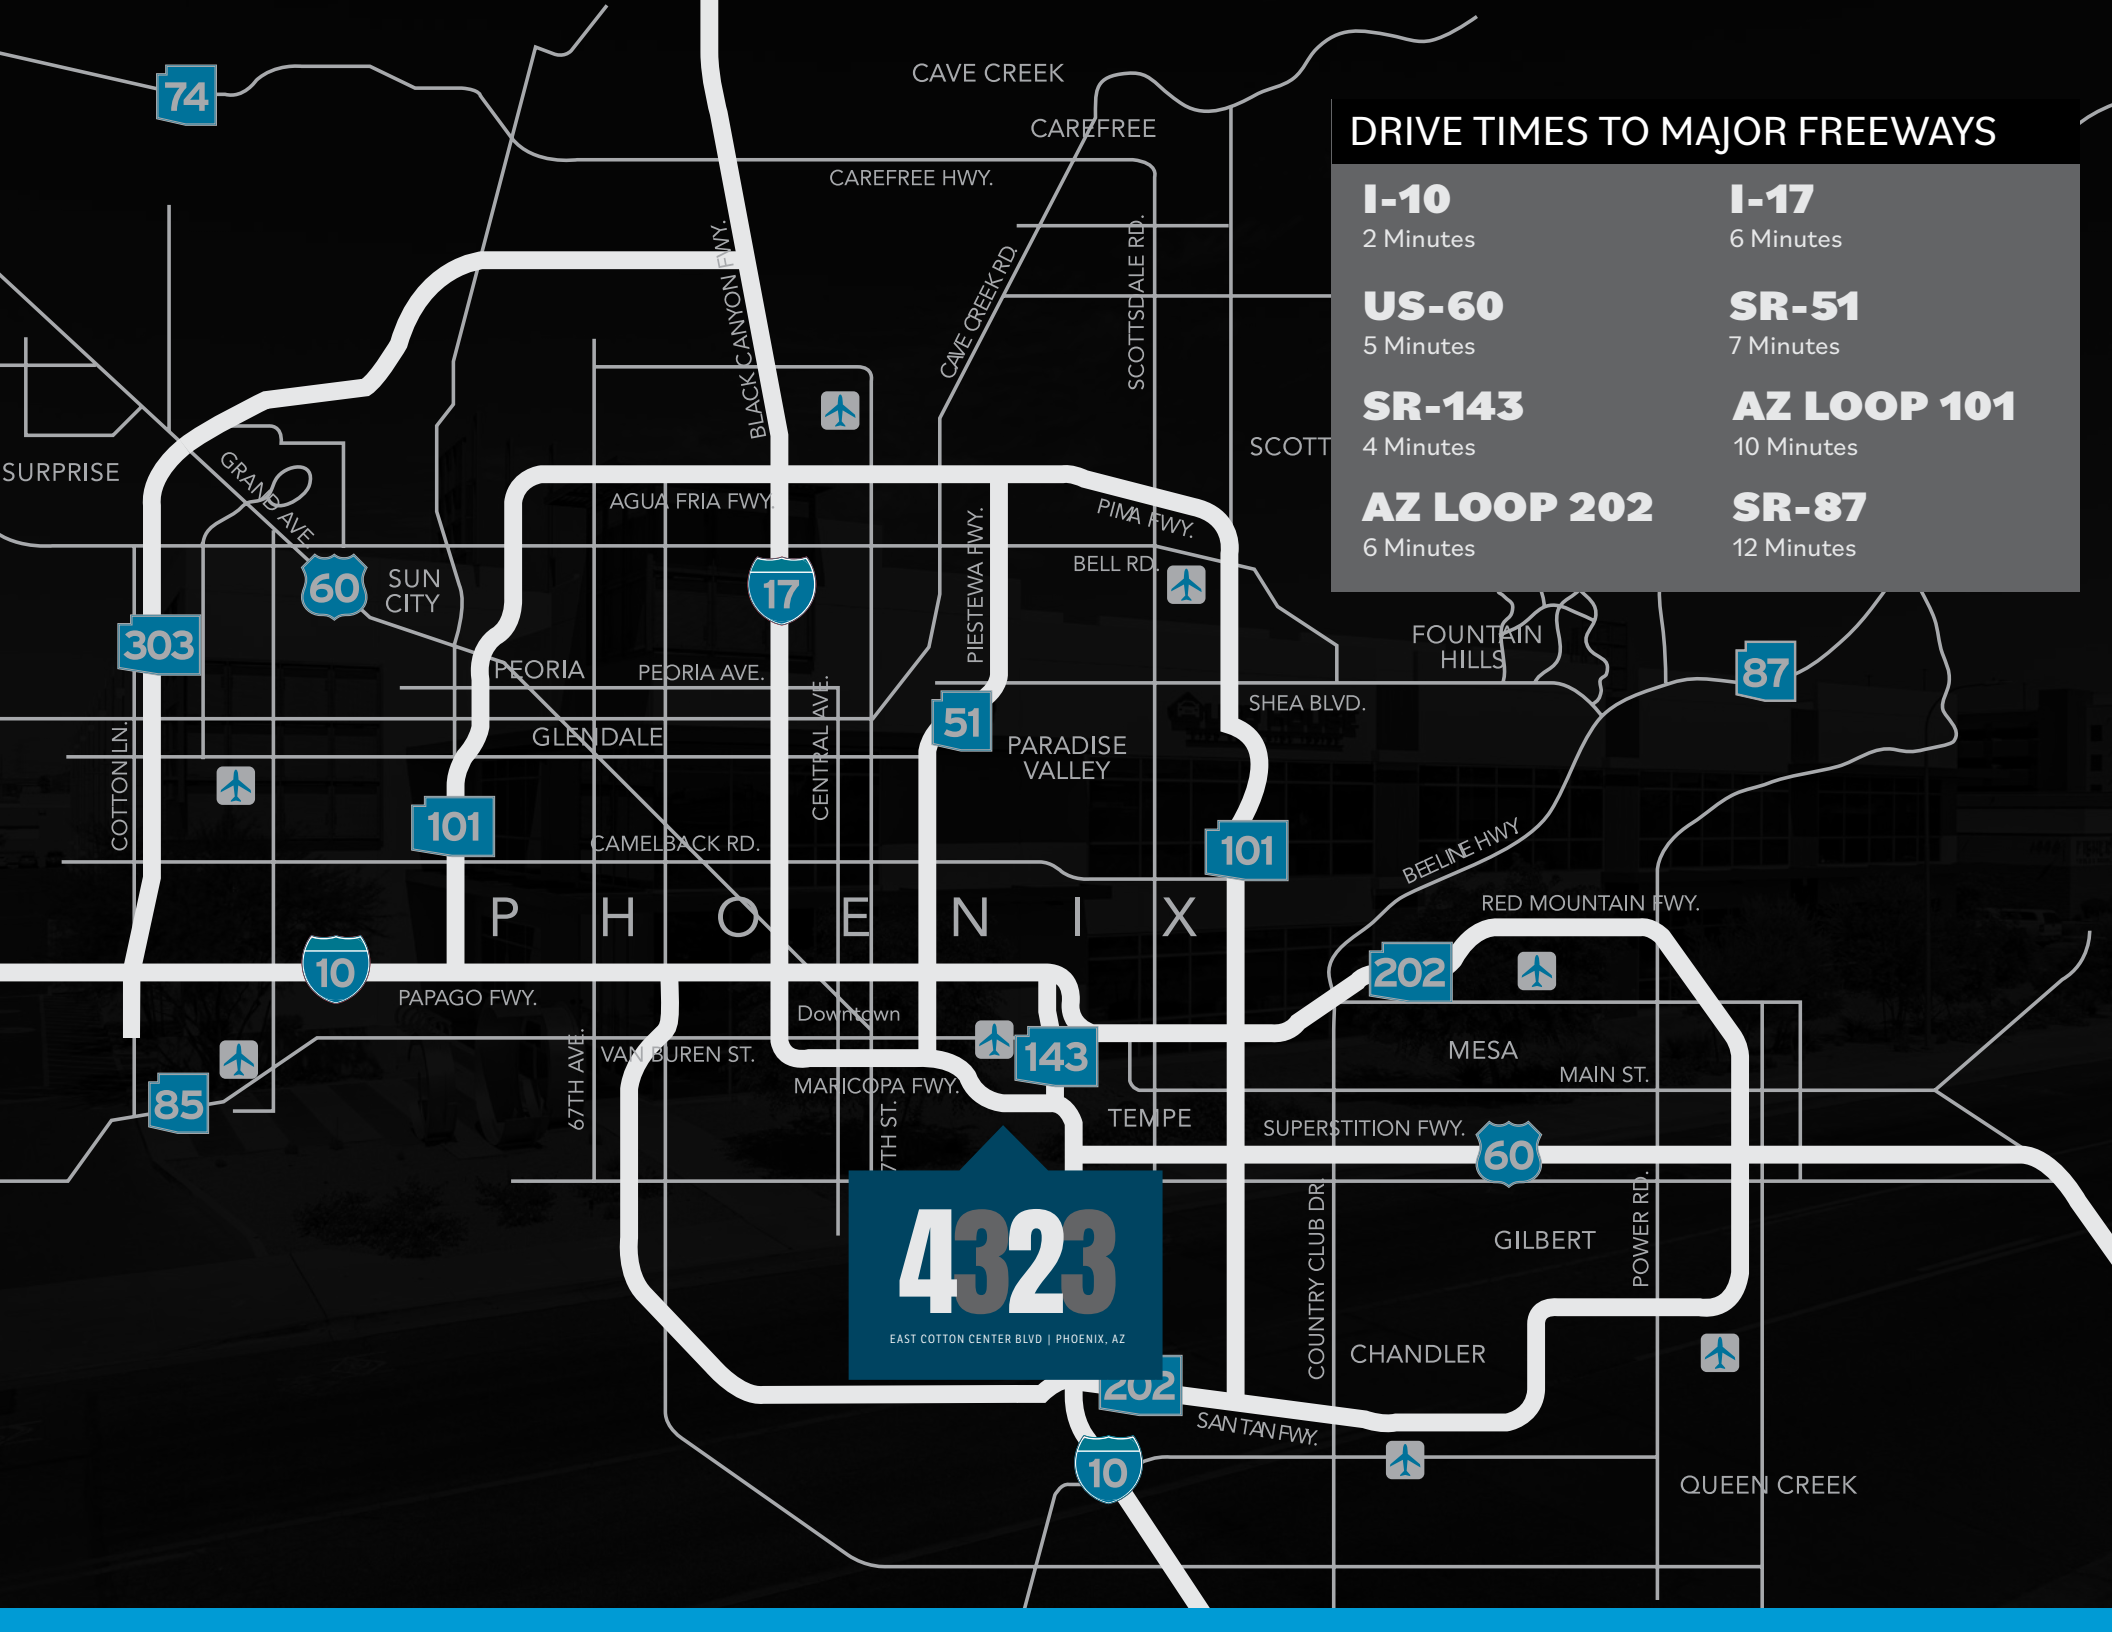 CAVE CREEK
74
CAREFREE
DRIVE TIMES TO MAJOR FREEWAYS
I-10
2 Minutes
I-17
6 Minutes
US-60
5 Minutes
SR-51
7 Minutes
SR-143
4 Minutes
AZ LOOP 101
10 Minutes
AZ LOOP 202
6 Minutes
SR-87
12 Minutes
CAREFREE HWY.
BLACK CANYON FWY.
CAVE CREEK RD.
SCOTTSDALE RD.
SCOTT
SURPRISE
GRAND AVE.
AGUA FRIA FWY.
PIMA FWY.
PIESTEWA FWY.
BELL RD.
60
SUN
CITY
17
303
FOUNTAIN
HILLS
87
PEORIA
PEORIA AVE.
CENTRAL AVE.
SHEA BLVD.
51
GLENDALE
PARADISE
VALLEY
COTTON LN.
101
CAMELBACK RD.
101
BEELINE HWY
RED MOUNTAIN FWY.
PHOENIX
10
202
PAPAGO FWY.
Downtown
67TH AVE.
VAN BUREN ST.
143
MESA
MAIN ST.
MARICOPA FWY.
85
7TH ST.
TEMPE
SUPERSTITION FWY.
60
COUNTRY CLUB DR.
POWER RD.
GILBERT
4323
EAST COTTON CENTER BLVD | PHOENIX, AZ
CHANDLER
202
SAN TAN FWY.
10
QUEEN CREEK